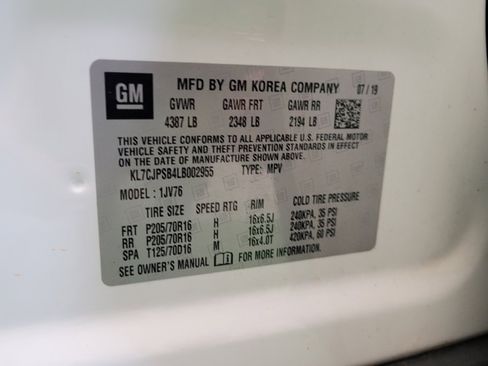 GM MFD BY GM KOREA COMPANY 07 / 19
GVWR GAWR FRT GAWR RR
4387 LB 2348 LB 2194 LB
THIS VEHICLE CONFORMS TO ALL APPLICABLE U.S. FEDERAL MOTOR
VEHICLE SAFETY AND THEFT PREVENTION STANDARDS IN EFFECT
ON THE DATE OF MANUFACTURE SHOWN ABOVE.
KL7CJPSB4LB002955 TYPE: MPV
MODEL: 1JV76
TIRE SIZE SPEED RTG RIM COLD TIRE PRESSURE
FRT P205/70R16 H 16x6.5J 240KPA, 35 PSI
RR P205/70R16 H 16x6.5J 240KPA, 35 PSI
SPA T125/70D16 M 16x4.0T 420KPA, 60 PSI
SEE OWNER'S MANUAL FOR MORE INFORMATION.